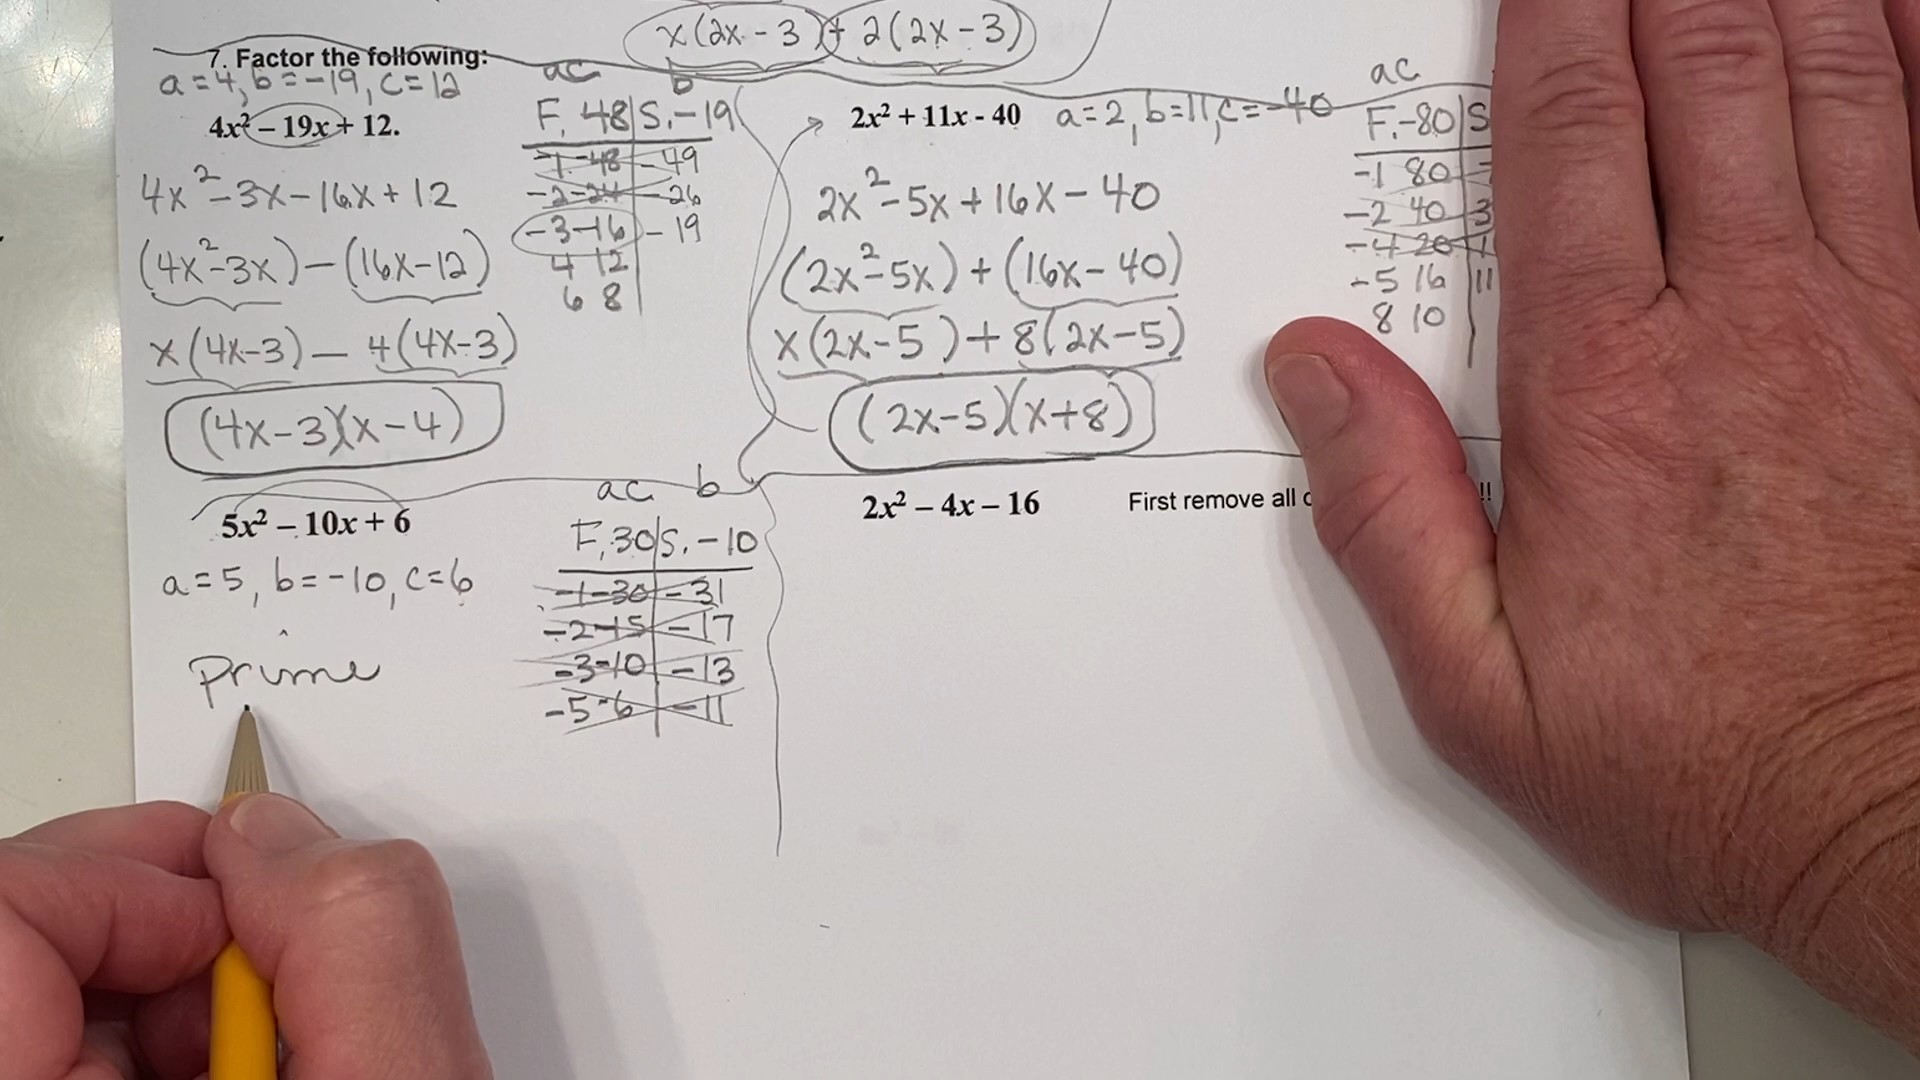 x(2x-3)+2(2x-3)
7. Factor the following:
a=4, b=-19, c=12
4x² – 19x + 12.
4x²-3x-16x+12
(4x²-3x)-(16x-12)
x(4x-3)-4(4x-3)
(4x-3)(x-4)
ac b
F. 48 S. -19
-1 -48 -49
-2 -24 -26
-3 -16 -19
4 12
6 8
2x² + 11x - 40 a=2, b=11, c=-40
2x²-5x+16x-40
(2x²-5x)+(16x-40)
x(2x-5)+8(2x-5)
(2x-5)(x+8)
ac
F. -80 S
-1 80
-2 40 3
-4 20 1
-5 16 11
8 10
5x² – 10x + 6
a=5, b=-10, c=6
prime
ac b
F. 30 S. -10
-1 -30 -31
-2 -15 -17
-3 -10 -13
-5 -6 -11
2x² – 4x – 16 First remove all !!